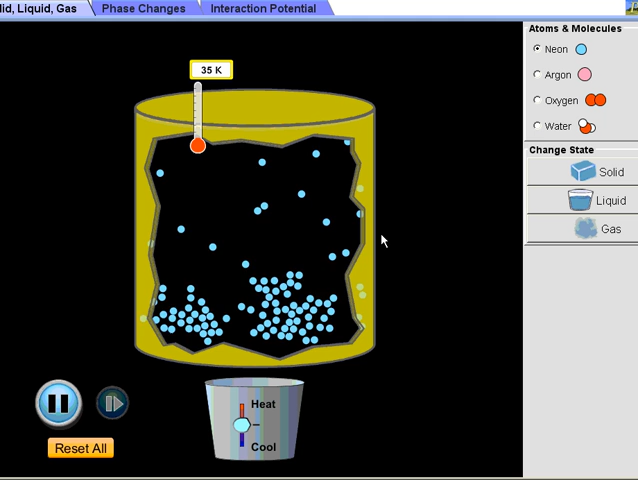 lid, Liquid, Gas
Phase Changes
Interaction Potential
35 K
Atoms & Molecules
Neon
Argon
Oxygen
Water
Change State
Solid
Liquid
Gas
Heat
Cool
Reset All